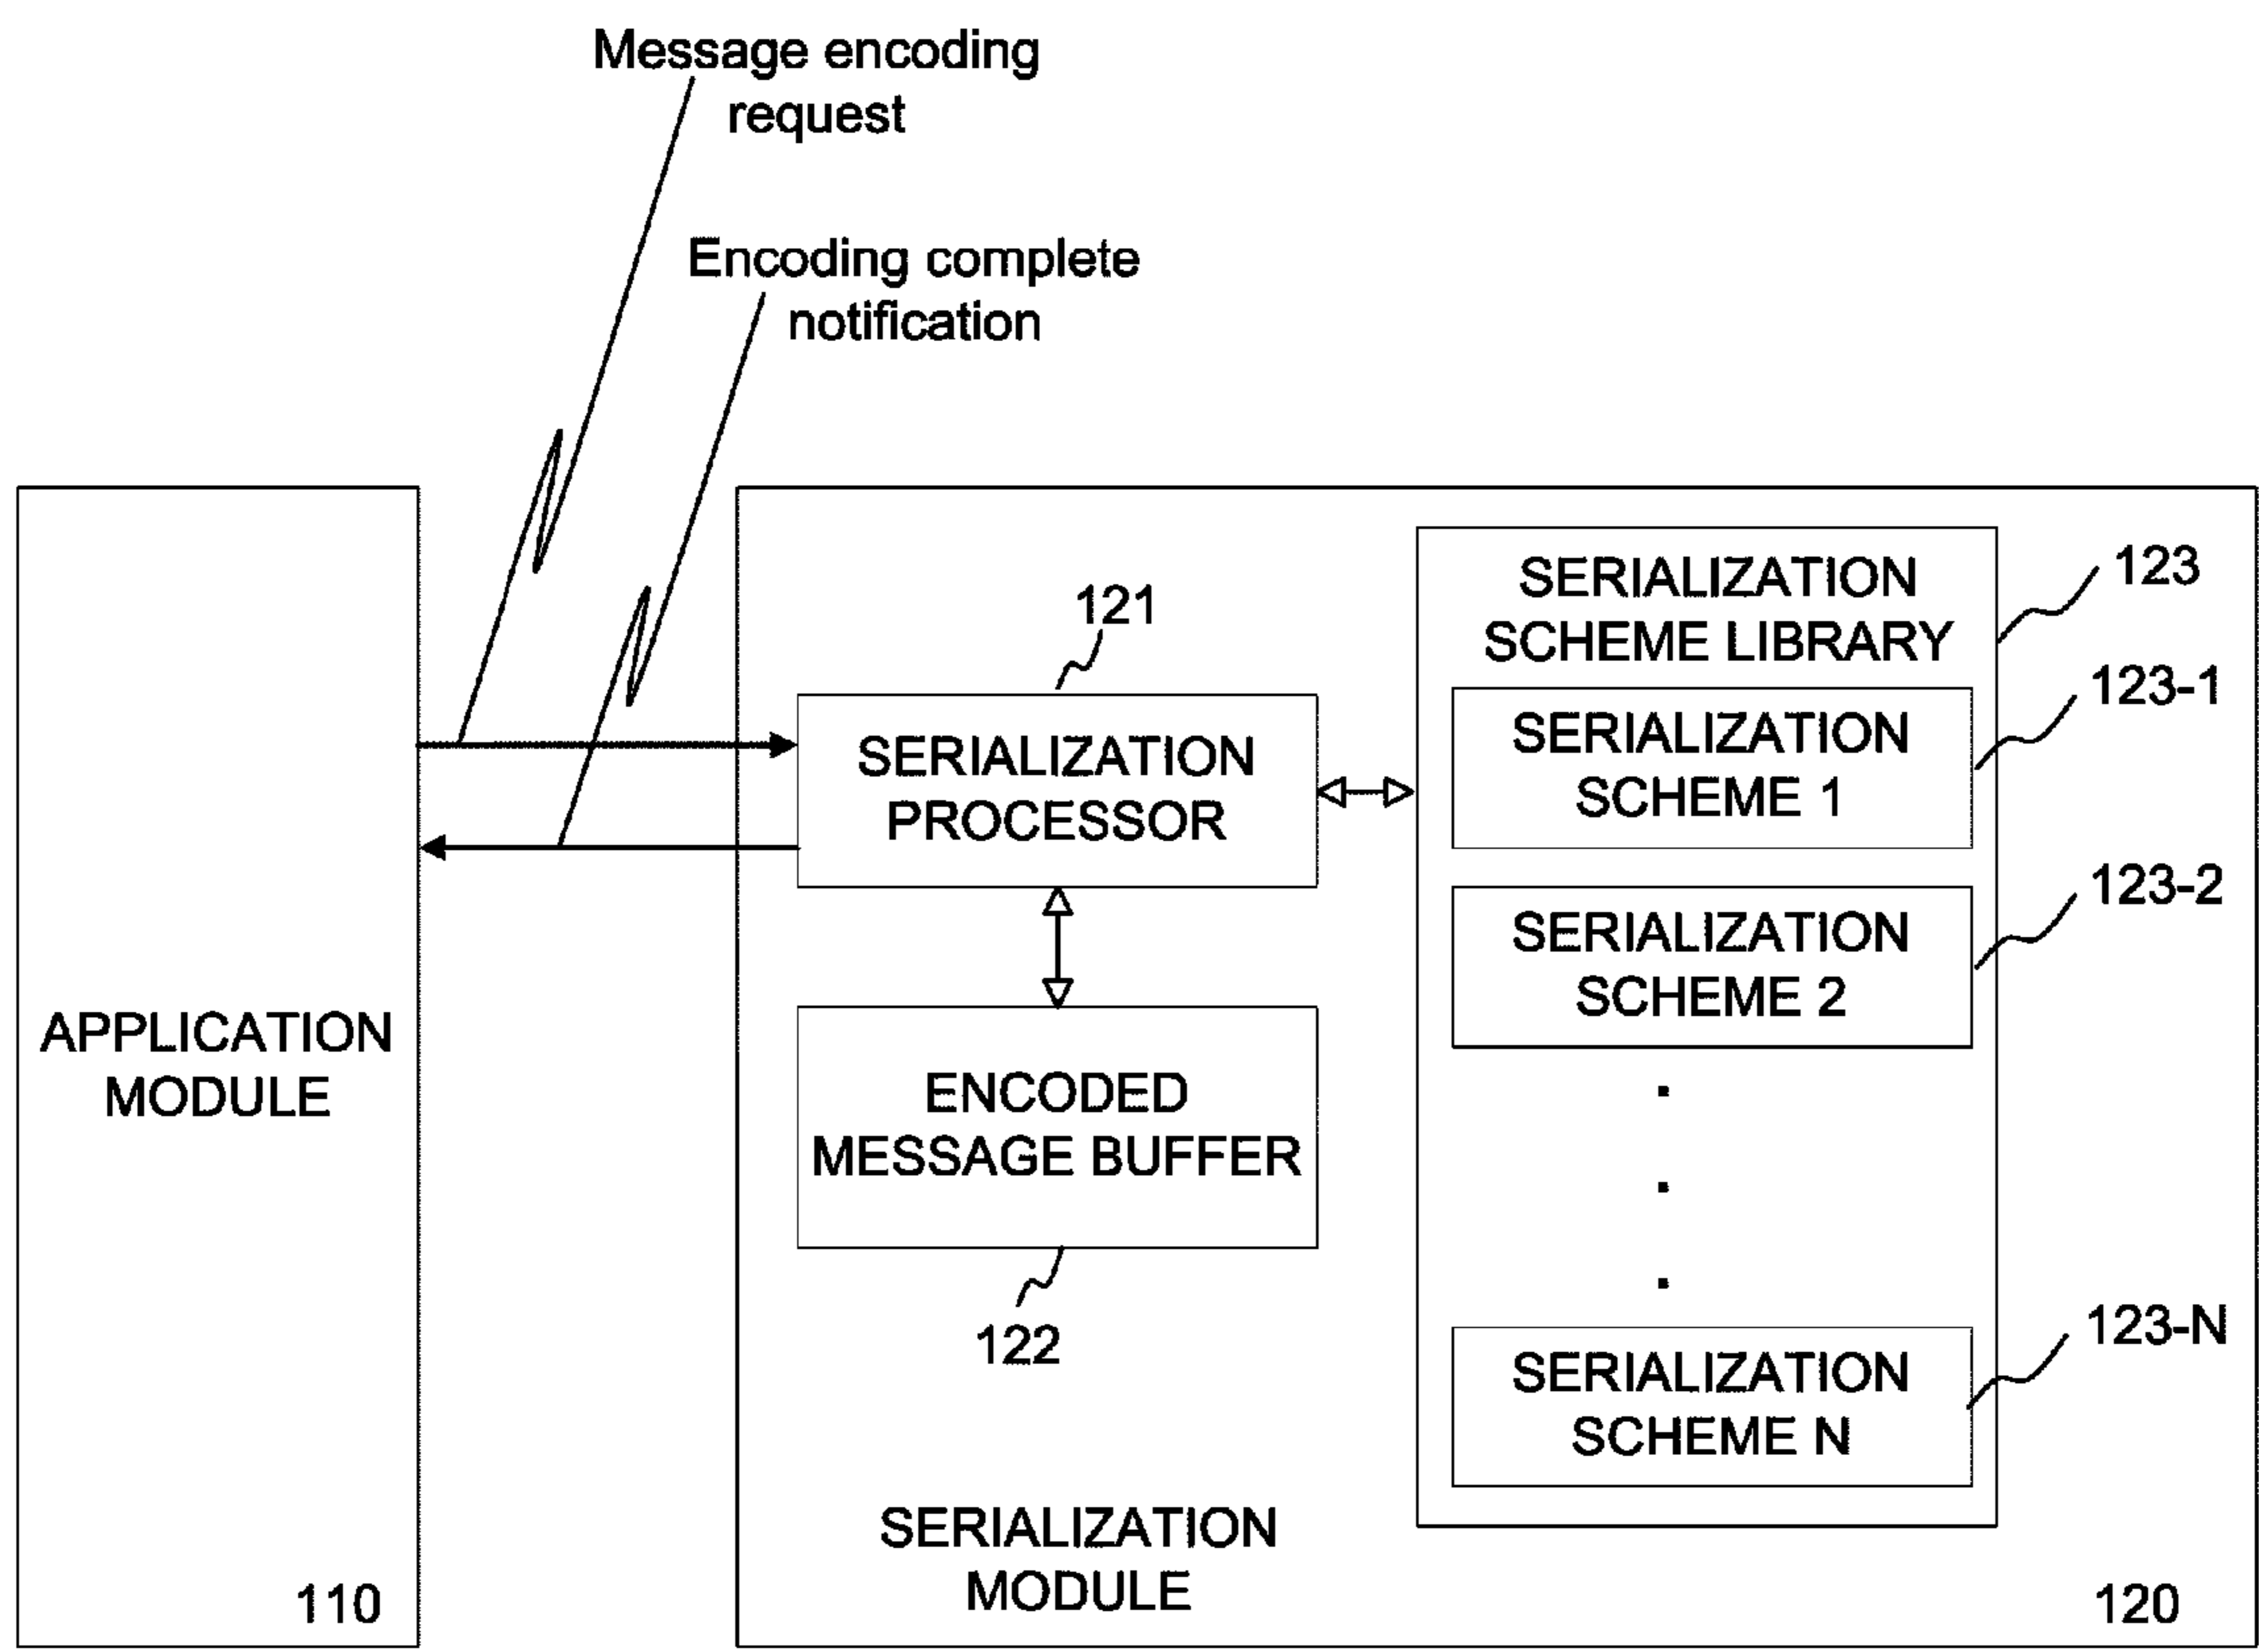 Message encoding
request
Encoding complete
notification
APPLICATION
MODULE
110
121
SERIALIZATION
PROCESSOR
ENCODED
MESSAGE BUFFER
122
SERIALIZATION
MODULE
SERIALIZATION
SCHEME LIBRARY
123
SERIALIZATION
SCHEME 1
123-1
SERIALIZATION
SCHEME 2
123-2
.
.
.
SERIALIZATION
SCHEME N
123-N
120